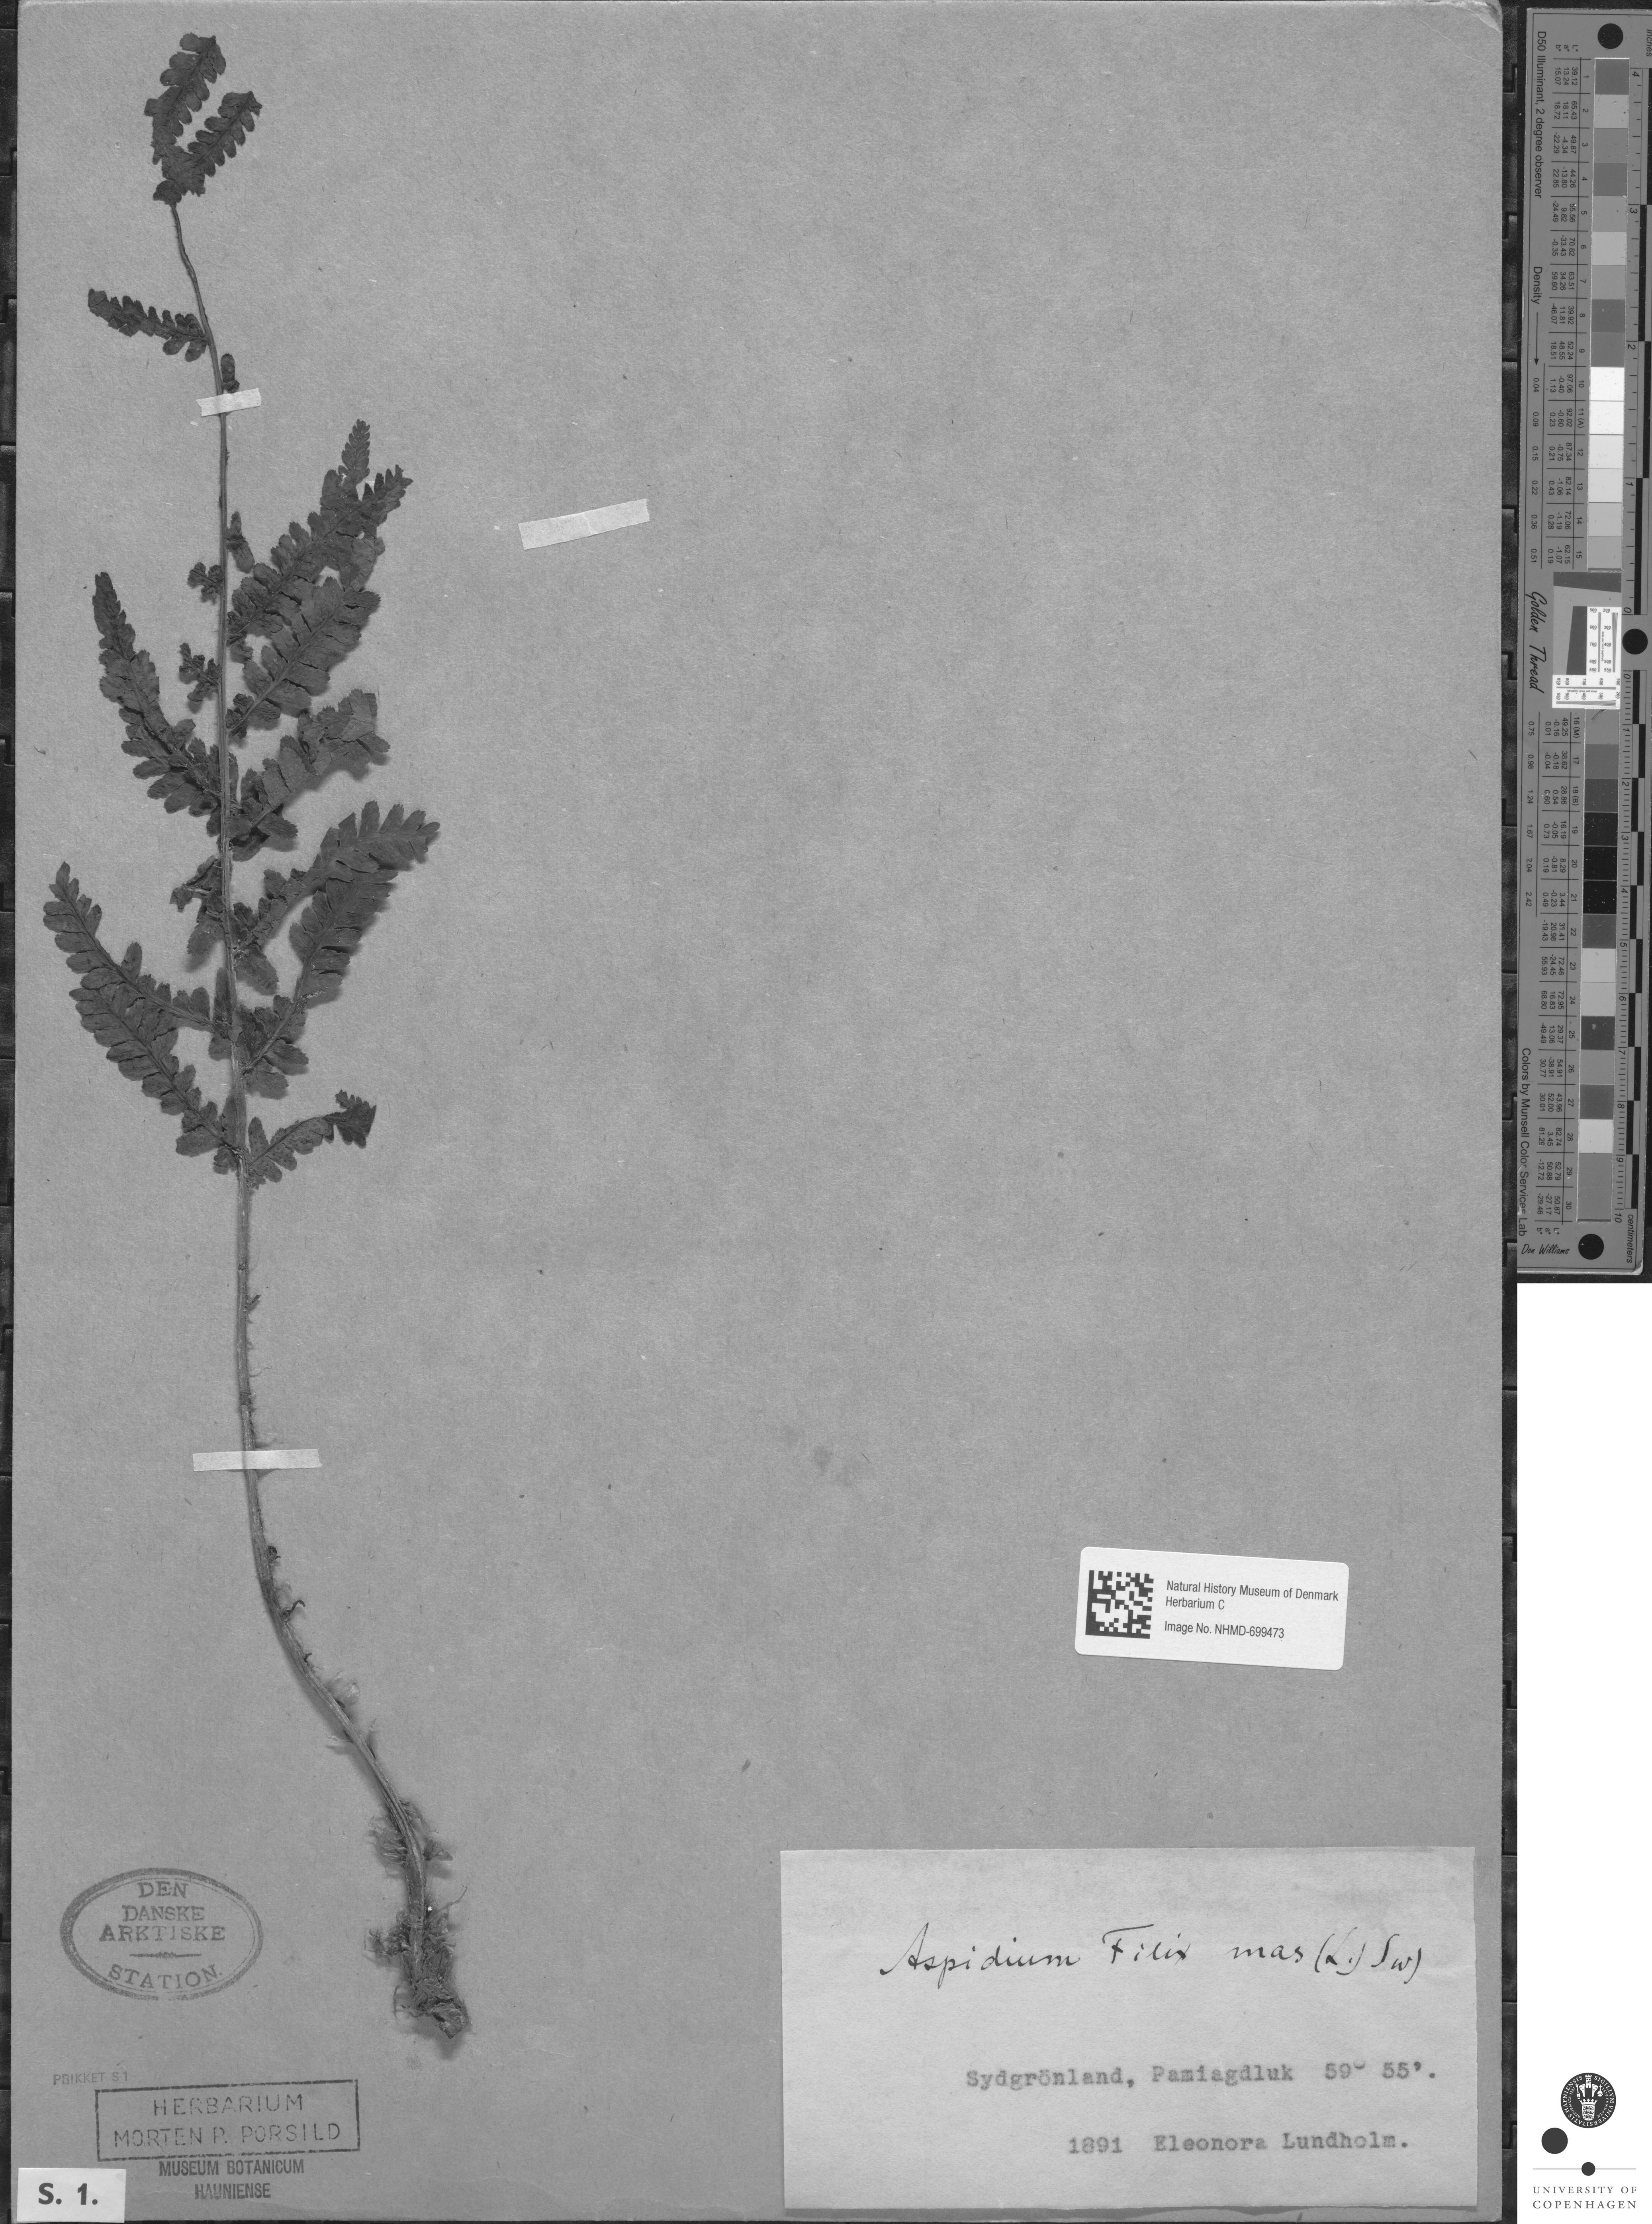 Natural History Museum of Denmark
Herbarium C
Image No. NHMD-699473
Aspidium Filix mas (L.) Sw)
Sydgrönland, Pamiagdluk 59° 55'.
1891 Eleonora Lundholm.
DEN
DANSKE
ARKTISKE
STATION.
PRIKKET S1
HERBARIUM
MORTEN P. PORSILD
MUSEUM BOTANICUM
HAUNIENSE
S. 1.
D50 Illuminant, 2 degree observer
Density
Golden Thread
Colors by Munsell Color Services Lab
Don Williams
inches
centimeters
UNIVERSITY OF
COPENHAGEN